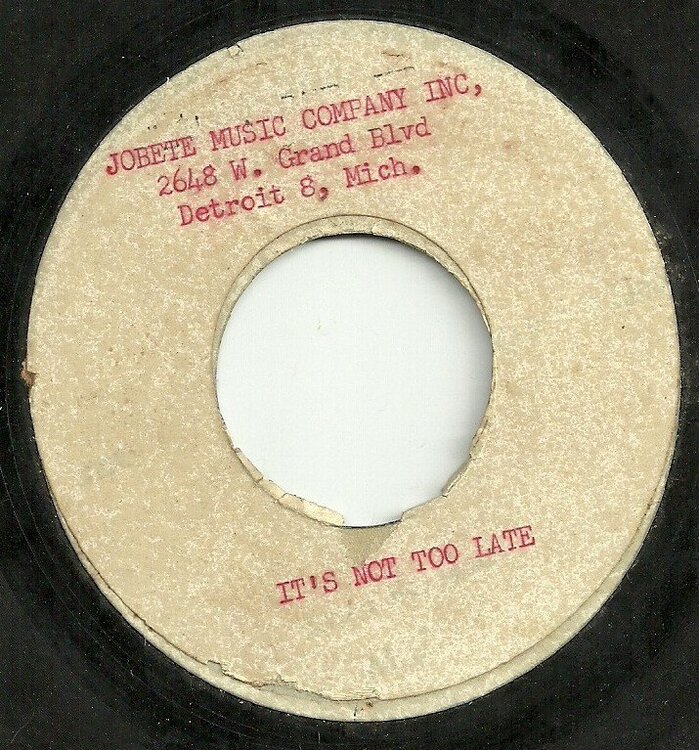 JOBETE MUSIC COMPANY INC,
2648 W. Grand Blvd
Detroit 8, Mich.
IT'S NOT TOO LATE